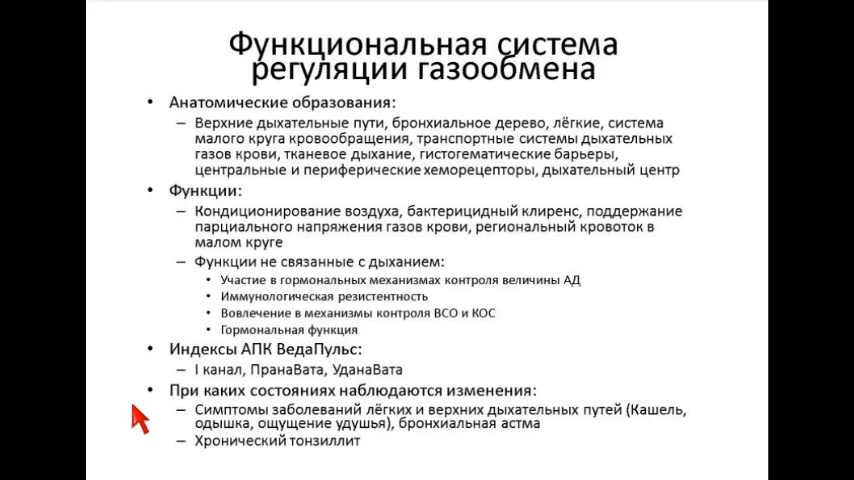 Функциональная система
регуляции газообмена
• Анатомические образования:
– Верхние дыхательные пути, бронхиальное дерево, лёгкие, система
малого круга кровообращения, транспортные системы дыхательных
газов крови, тканевое дыхание, гистогематические барьеры,
центральные и периферические хеморецепторы, дыхательный центр
• Функции:
– Кондиционирование воздуха, бактерицидный клиренс, поддержание
парциального напряжения газов крови, региональный кровоток в
малом круге
– Функции не связанные с дыханием:
• Участие в гормональных механизмах контроля величины АД
• Иммунологическая резистентность
• Вовлечение в механизмы контроля ВСО и КОС
• Гормональная функция
• Индексы АПК ВедаПульс:
– I канал, ПранаВата, УданаВата
• При каких состояниях наблюдаются изменения:
– Симптомы заболеваний лёгких и верхних дыхательных путей (Кашель,
одышка, ощущение удушья), бронхиальная астма
– Хронический тонзиллит